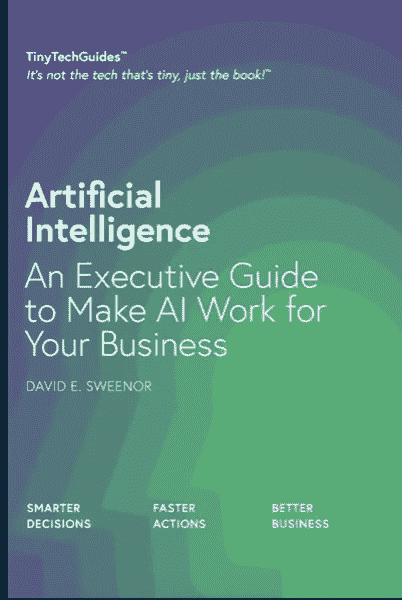 TinyTechGuides™
It's not the tech that's tiny, just the book!™
Artificial
Intelligence
An Executive Guide
to Make AI Work for
Your Business
DAVID E. SWEENOR
SMARTER
DECISIONS
FASTER
ACTIONS
BETTER
BUSINESS